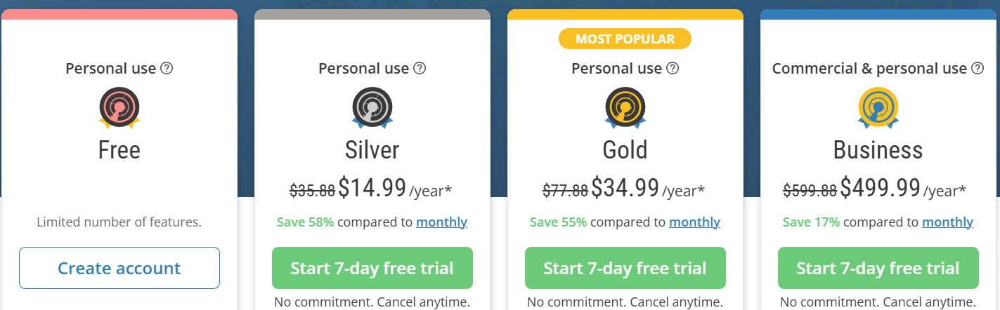 Personal use ?
Free
Limited number of features.
Create account
Personal use ?
Silver
$35.88 $14.99 /year*
Save 58% compared to monthly
Start 7-day free trial
No commitment. Cancel anytime.
MOST POPULAR
Personal use ?
Gold
$77.88 $34.99 /year*
Save 55% compared to monthly
Start 7-day free trial
No commitment. Cancel anytime.
Commercial & personal use ?
Business
$599.88 $499.99 /year*
Save 17% compared to monthly
Start 7-day free trial
No commitment. Cancel anytime.